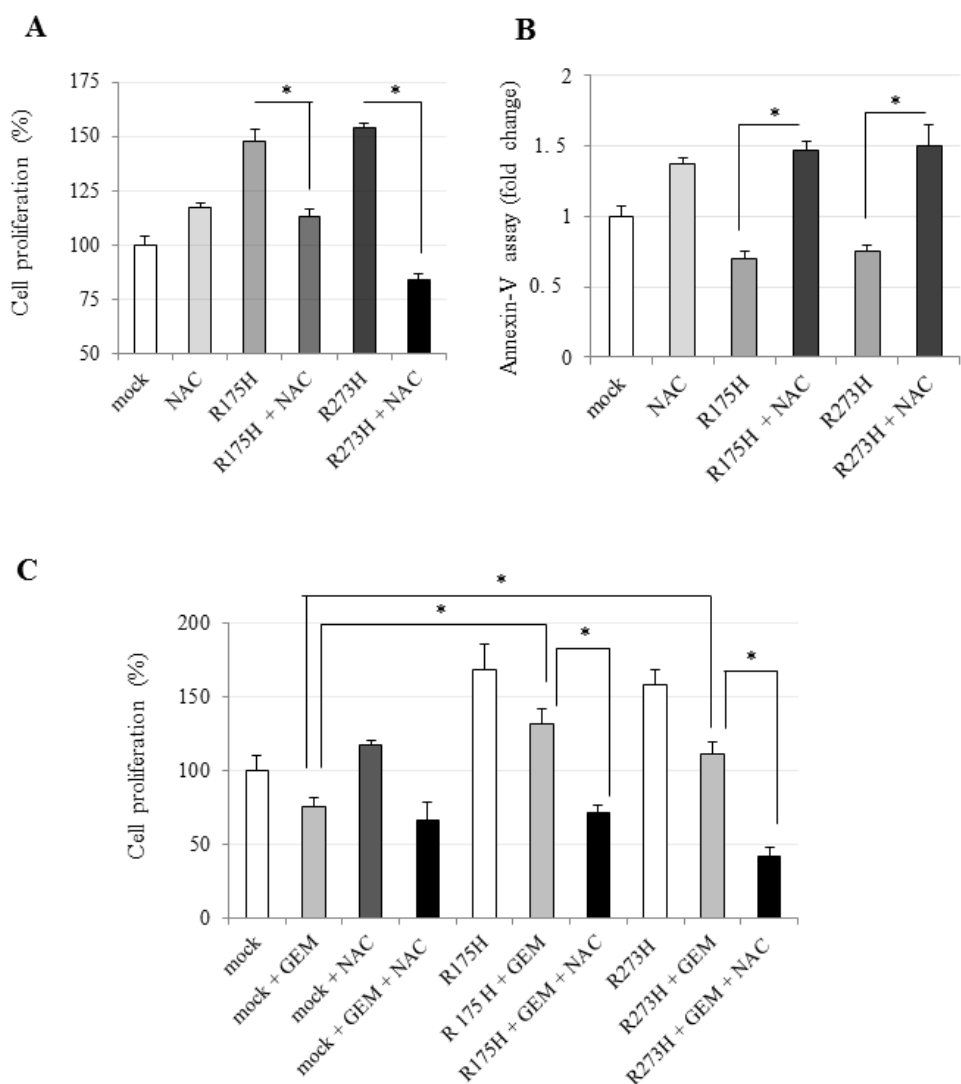 A
Cell proliferation (%)
175
150
125
100
75
50
*
*
mock
NAC
R175H
R175H + NAC
R273H
R273H + NAC
B
Annexin-V assay (fold change)
2
1.5
1
0. 5
0
*
*
mock
NAC
R175H
R175H + NAC
R273H
R273H + NAC
C
Cell proliferation (%)
200
150
100
50
0
*
*
*
*
mock
mock + GEM
mock + NAC
mock + GEM + NAC
R175H
R 175 H + GEM
R175H + GEM + NAC
R273H
R273H + GEM
R273H + GEM + NAC